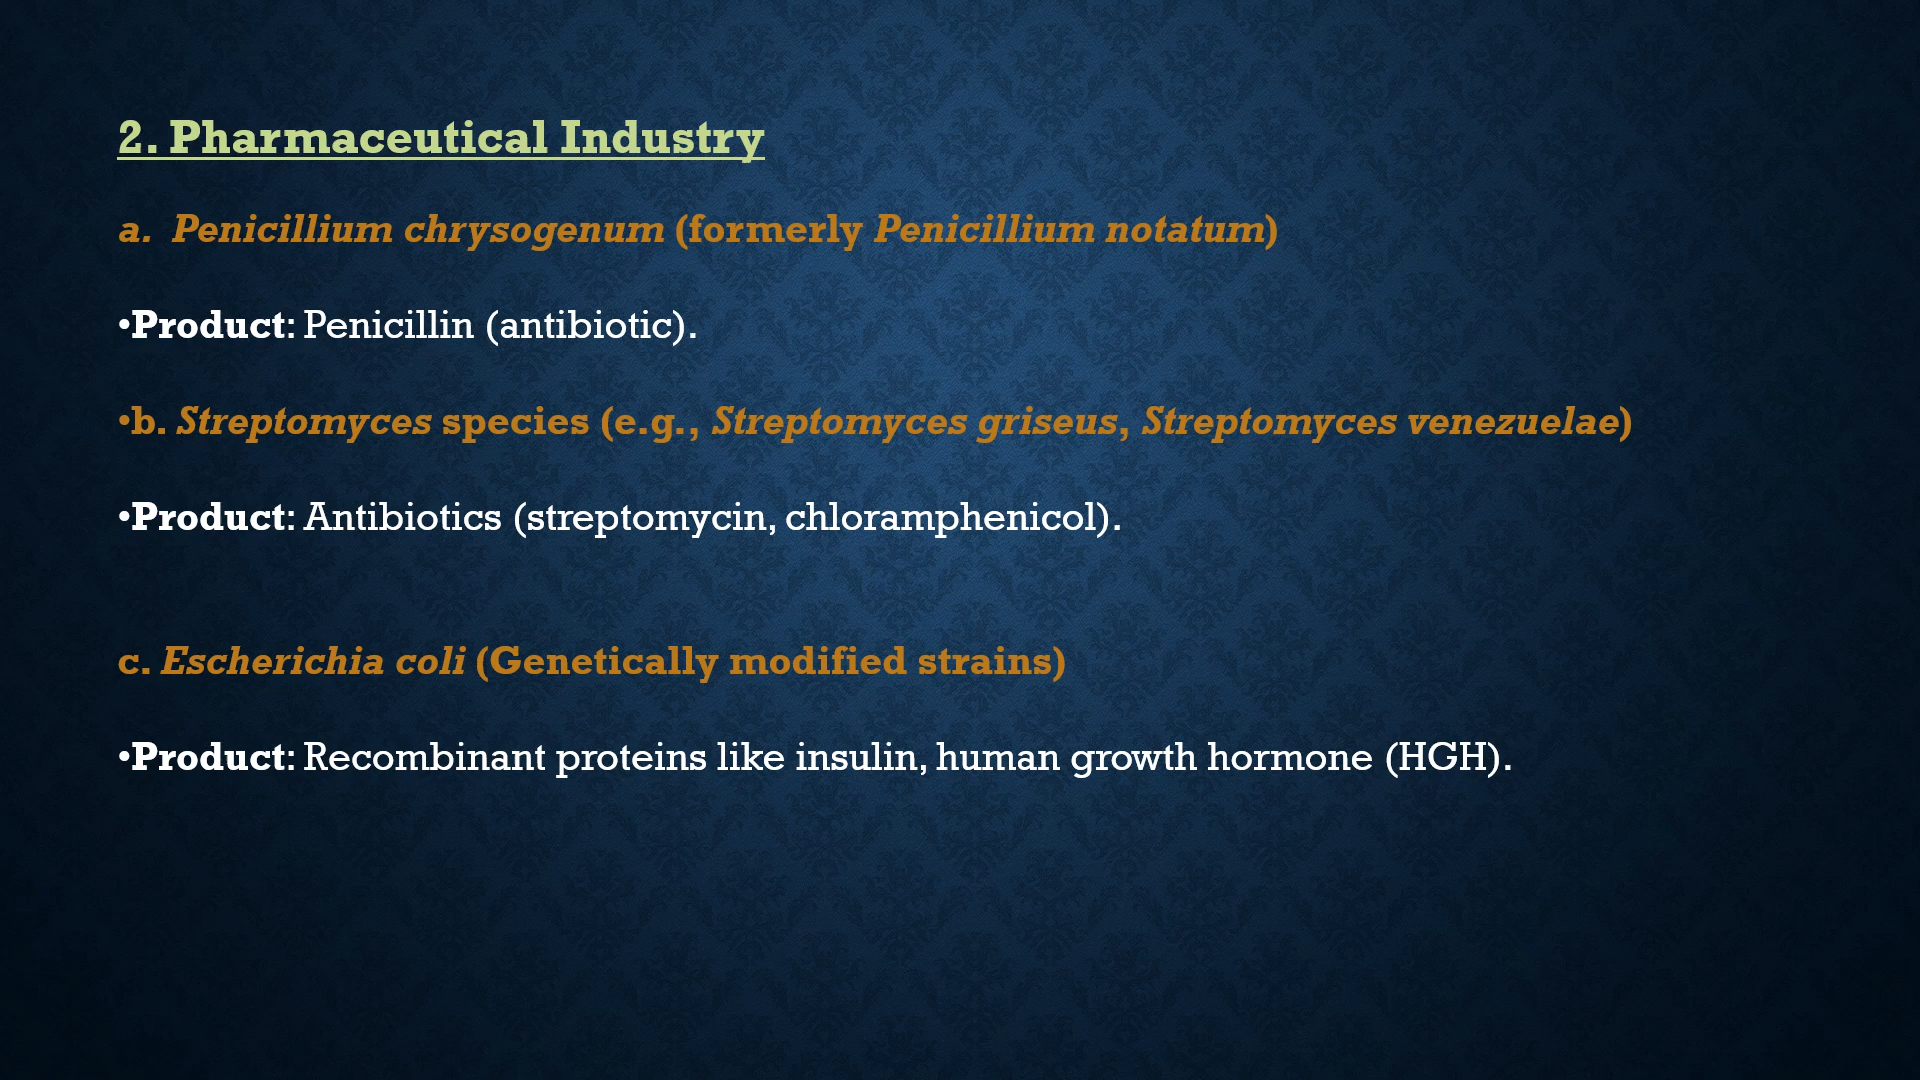 2. Pharmaceutical Industry
a. Penicillium chrysogenum (formerly Penicillium notatum)
•Product: Penicillin (antibiotic).
•b. Streptomyces species (e.g., Streptomyces griseus, Streptomyces venezuelae)
•Product: Antibiotics (streptomycin, chloramphenicol).
c. Escherichia coli (Genetically modified strains)
•Product: Recombinant proteins like insulin, human growth hormone (HGH).